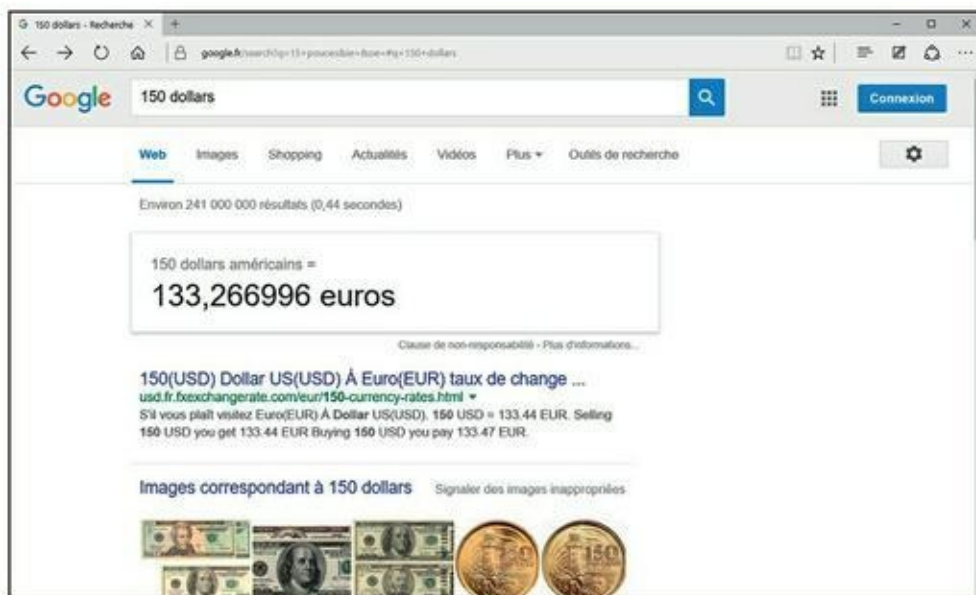 150 dollars - Recherche
Google
150 dollars
Connexion
Web Images Shopping Actualités Vidéos Plus Outils de recherche
Environ 241 000 000 résultats (0,44 secondes)
150 dollars américains =
133,266996 euros
Clause de non-responsabilité - Plus d'informations...
150(USD) Dollar US(USD) Á Euro(EUR) taux de change ...
usd.fr.fxexchangerate.com/eur/150-currency-rates.html
S'il vous plaît visitez Euro(EUR) Á Dollar US(USD). 150 USD = 133.44 EUR. Selling
150 USD you get 133.44 EUR Buying 150 USD you pay 133.47 EUR.
Images correspondant à 150 dollars Signaler des images inappropriées
150
150